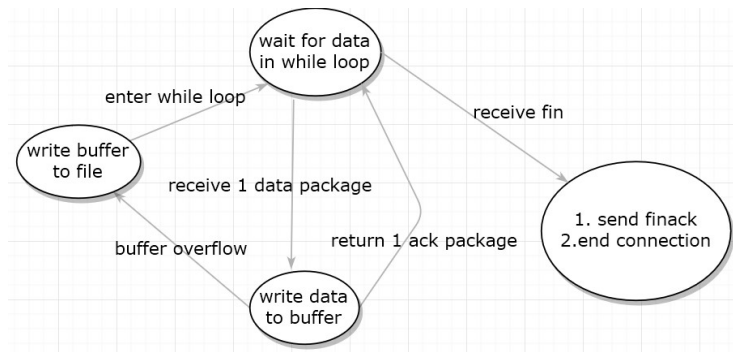 wait for data
in while loop
enter while loop
receive fin
write buffer
to file
receive 1 data package
1. send finack
2.end connection
buffer overflow
return 1 ack package
write data
to buffer